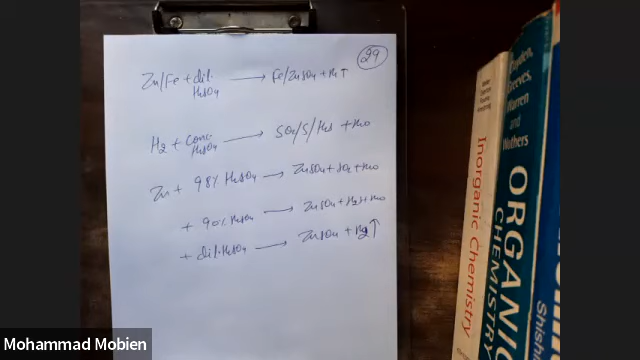 29
Zn/Fe + dil. H₂SO₄ → Fe/ZnSO₄ + H₂↑
H₂ + Conc. H₂SO₄ → SO₂/S/H₂S + H₂O
Zn + 98% H₂SO₄ → ZnSO₄ + SO₂ + H₂O
+ 90% H₂SO₄ → ZnSO₄ + H₂S + H₂O
+ dil. H₂SO₄ → ZnSO₄ + H₂↑
Inorganic Chemistry
Clayden, Greeves, Warren and Wothers
ORGANIC CHEMISTRY
Mohammad Mobien